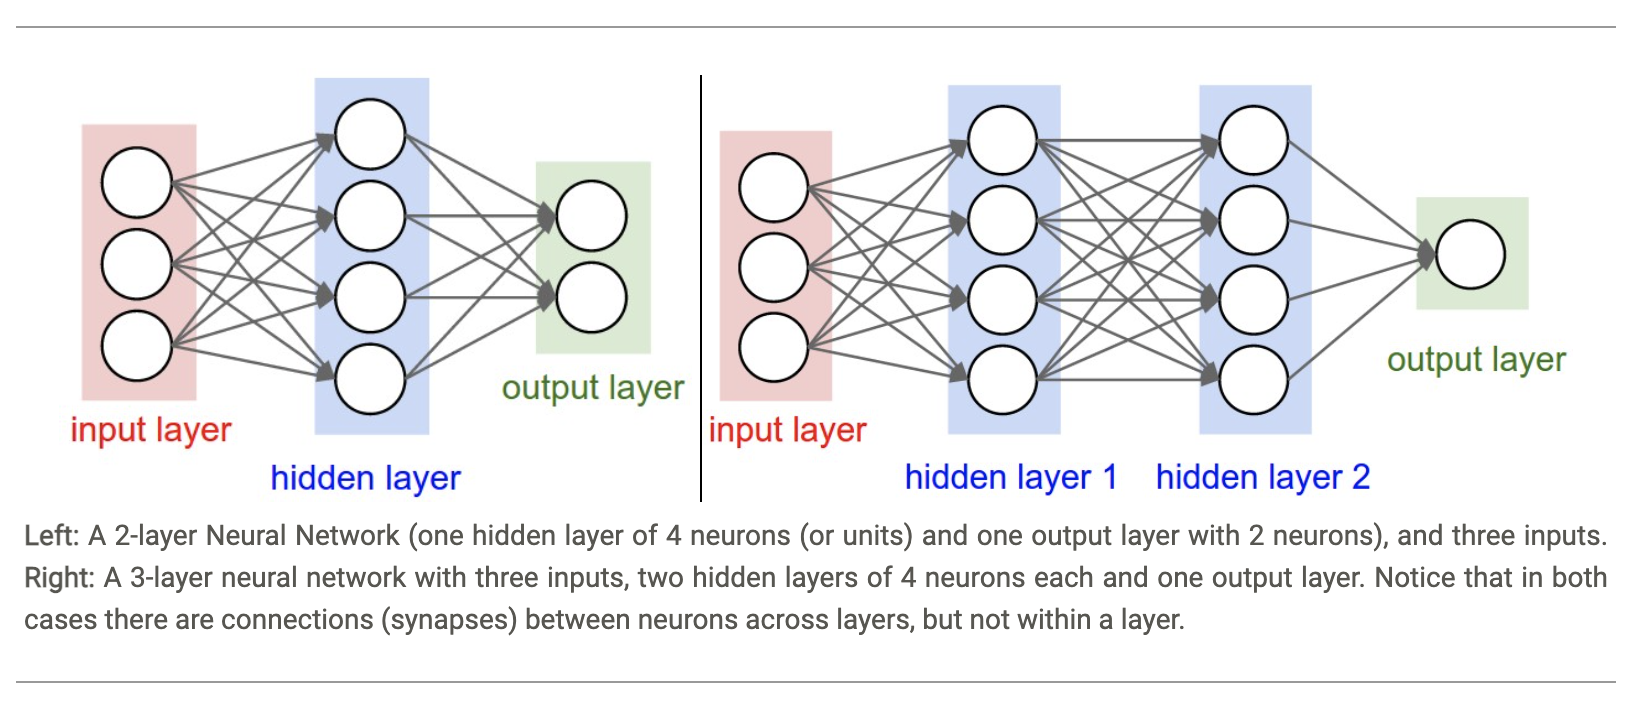 input layer
hidden layer
output layer
input layer
hidden layer 1
hidden layer 2
output layer
Left: A 2-layer Neural Network (one hidden layer of 4 neurons (or units) and one output layer with 2 neurons), and three inputs.
Right: A 3-layer neural network with three inputs, two hidden layers of 4 neurons each and one output layer. Notice that in both
cases there are connections (synapses) between neurons across layers, but not within a layer.